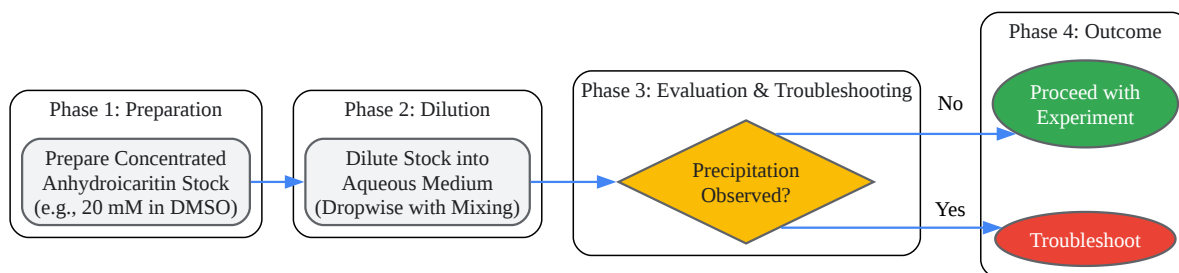 Phase 1: Preparation
Prepare Concentrated
Anhydroicaritin Stock
(e.g., 20 mM in DMSO)
Phase 2: Dilution
Dilute Stock into
Aqueous Medium
(Dropwise with Mixing)
Phase 3: Evaluation & Troubleshooting
Precipitation
Observed?
No
Yes
Phase 4: Outcome
Proceed with
Experiment
Troubleshoot